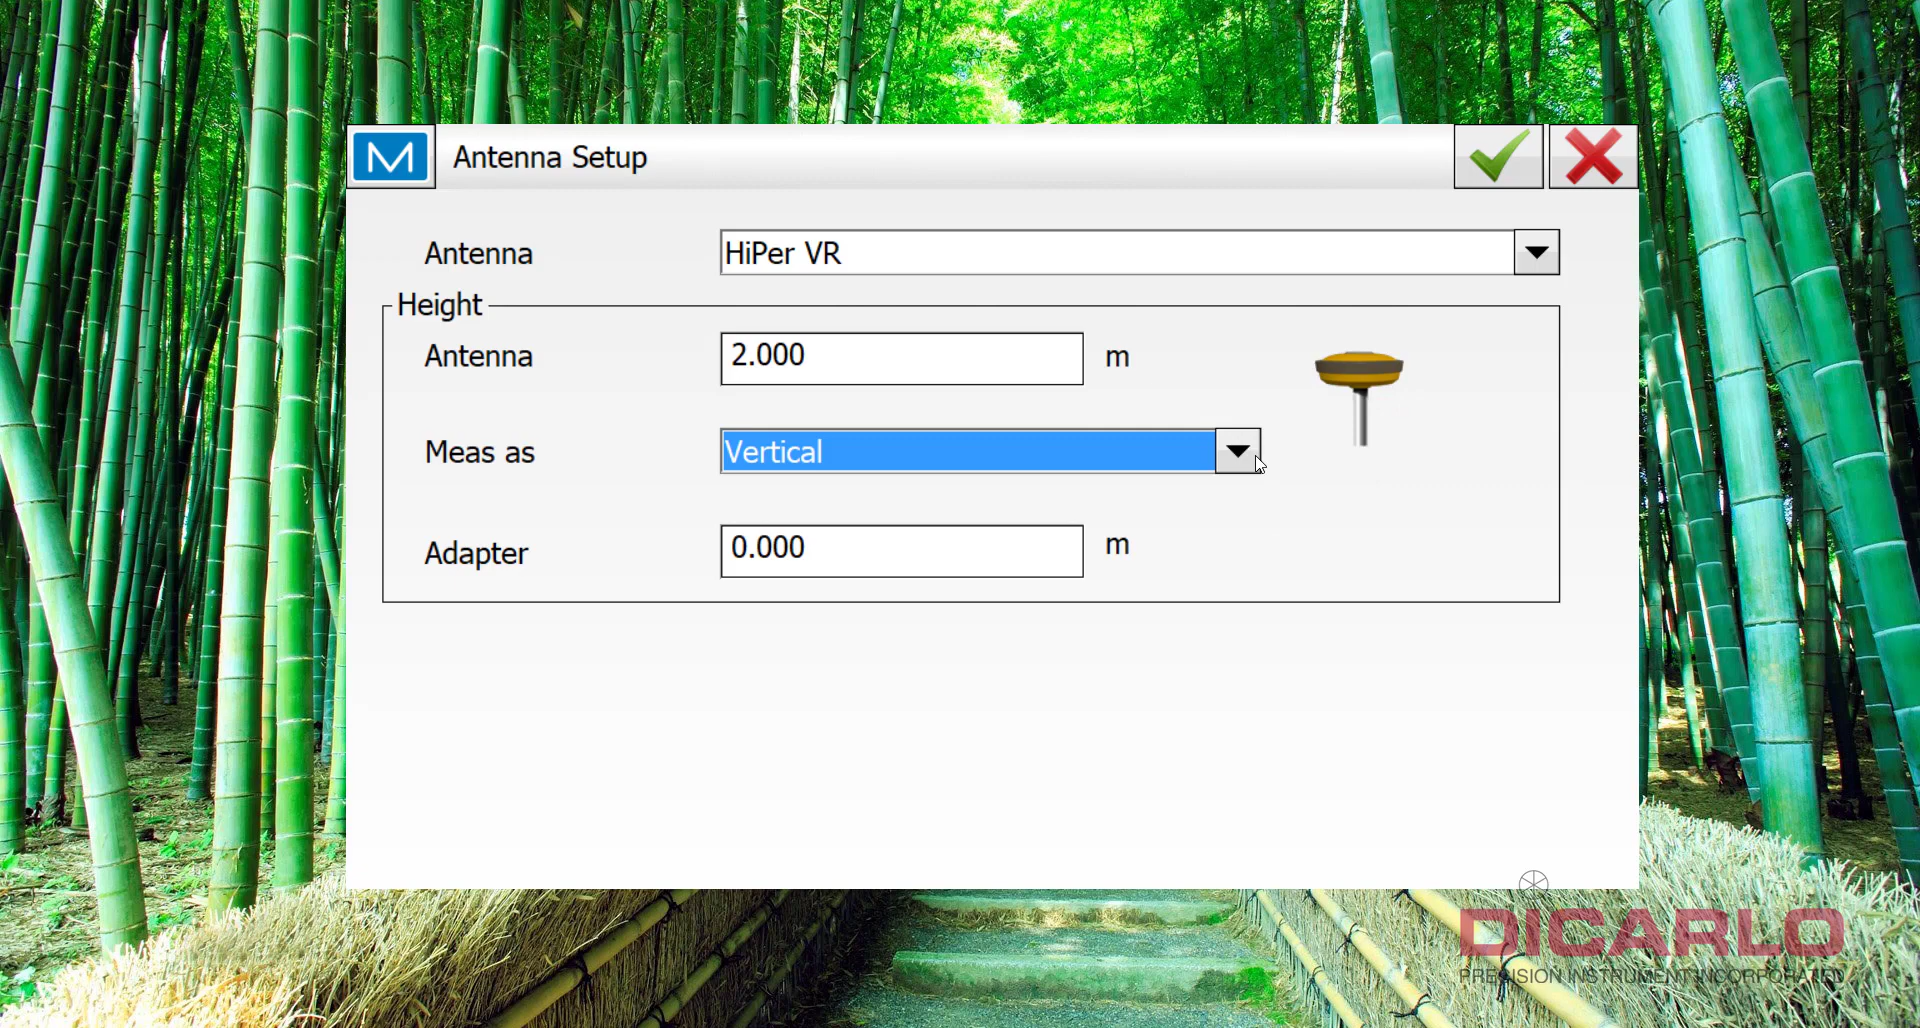 Antenna Setup
Antenna HiPer VR
Height
Antenna 2.000 m
Meas as Vertical
Adapter 0.000 m
DICARLO
PRECISION INSTRUMENT INCORPORATED